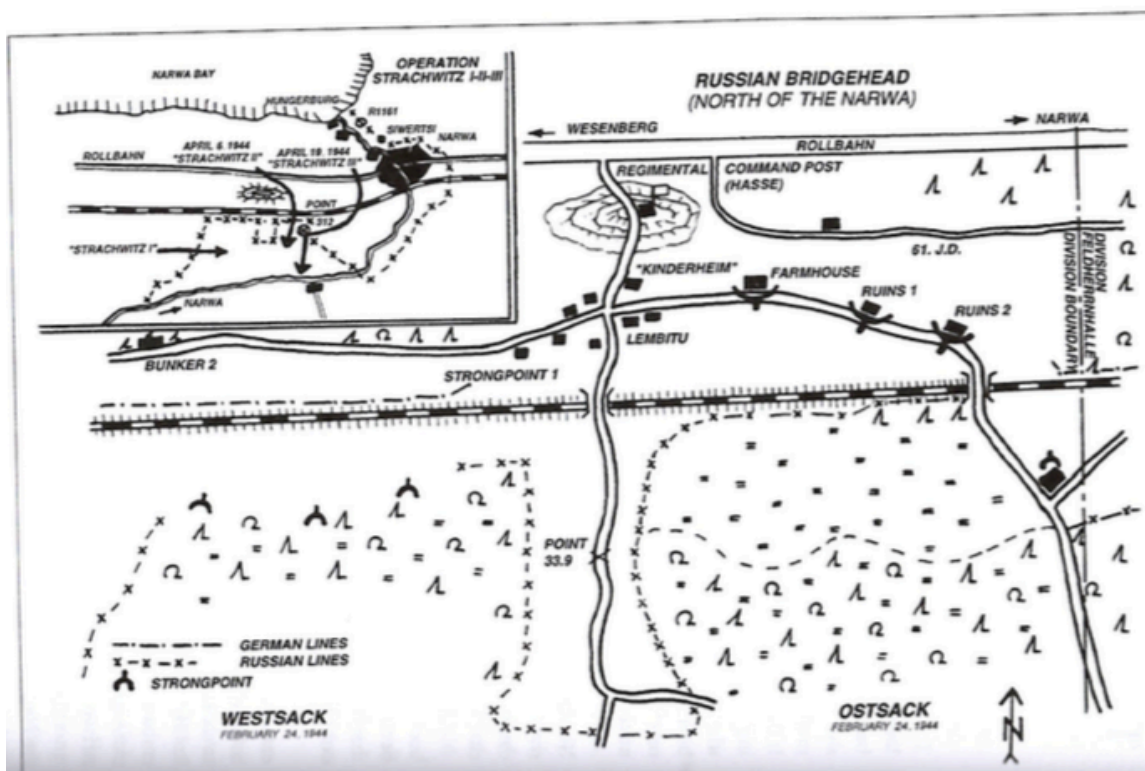 NARWA BAY
OPERATION
STRACHWITZ I-II-III
HUNGERBURG
R1161
SIWERTSI
NARWA
APRIL 6. 1944
"STRACHWITZ II"
APRIL 19. 1944
"STRACHWITZ III"
ROLLBAHN
POINT
312
"STRACHWITZ I"
NARWA
RUSSIAN BRIDGEHEAD
(NORTH OF THE NARWA)
WESENBERG
NARWA
ROLLBAHN
REGIMENTAL
COMMAND POST
(HASSE)
61. J.D.
DIVISION
FELDHERRNHALLE
DIVISION BOUNDARY
"KINDERHEIM"
FARMHOUSE
RUINS 1
RUINS 2
LEMBITU
BUNKER 2
STRONGPOINT 1
POINT
33.9
GERMAN LINES
RUSSIAN LINES
STRONGPOINT
WESTSACK
FEBRUARY 24. 1944
OSTSACK
FEBRUARY 24. 1944
N